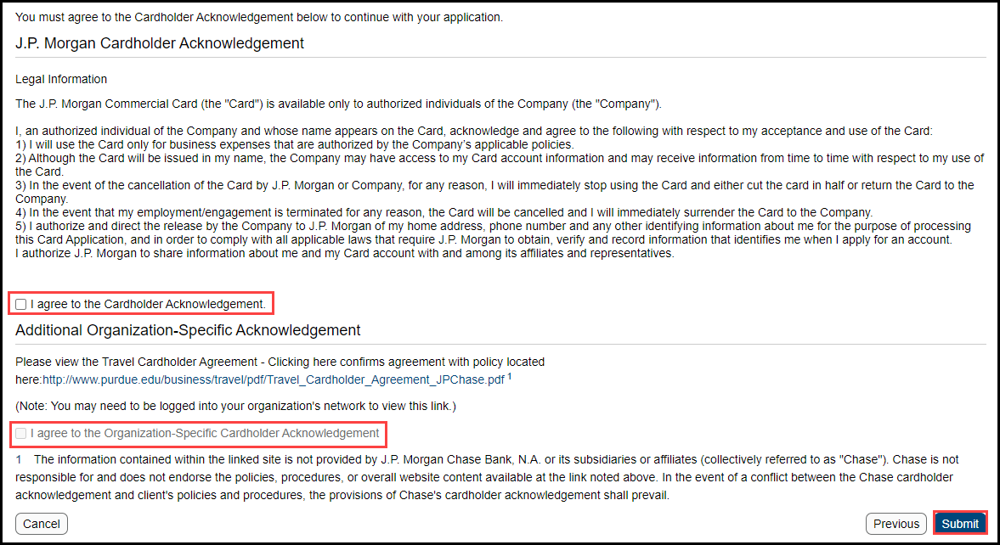 You must agree to the Cardholder Acknowledgement below to continue with your application.
J.P. Morgan Cardholder Acknowledgement
Legal Information
The J.P. Morgan Commercial Card (the "Card") is available only to authorized individuals of the Company (the "Company").
I, an authorized individual of the Company and whose name appears on the Card, acknowledge and agree to the following with respect to my acceptance and use of the Card:
1) I will use the Card only for business expenses that are authorized by the Company's applicable policies.
2) Although the Card will be issued in my name, the Company may have access to my Card account information and may receive information from time to time with respect to my use of
the Card.
3) In the event of the cancellation of the Card by J.P. Morgan or Company, for any reason, I will immediately stop using the Card and either cut the card in half or return the Card to the
Company.
4) In the event that my employment/engagement is terminated for any reason, the Card will be cancelled and I will immediately surrender the Card to the Company.
5) I authorize and direct the release by the Company to J.P. Morgan of my home address, phone number and any other identifying information about me for the purpose of processing
this Card Application, and in order to comply with all applicable laws that require J.P. Morgan to obtain, verify and record information that identifies me when I apply for an account.
I authorize J.P. Morgan to share information about me and my Card account with and among its affiliates and representatives.
I agree to the Cardholder Acknowledgement.
Additional Organization-Specific Acknowledgement
Please view the Travel Cardholder Agreement - Clicking here confirms agreement with policy located
here:http://www.purdue.edu/business/travel/pdf/Travel_Cardholder_Agreement_JPChase.pdf 1
(Note: You may need to be logged into your organization's network to view this link.)
I agree to the Organization-Specific Cardholder Acknowledgement
1 The information contained within the linked site is not provided by J.P. Morgan Chase Bank, N.A. or its subsidiaries or affiliates (collectively referred to as "Chase"). Chase is not
responsible for and does not endorse the policies, procedures, or overall website content available at the link noted above. In the event of a conflict between the Chase cardholder
acknowledgement and client's policies and procedures, the provisions of Chase's cardholder acknowledgement shall prevail.
Cancel Previous Submit